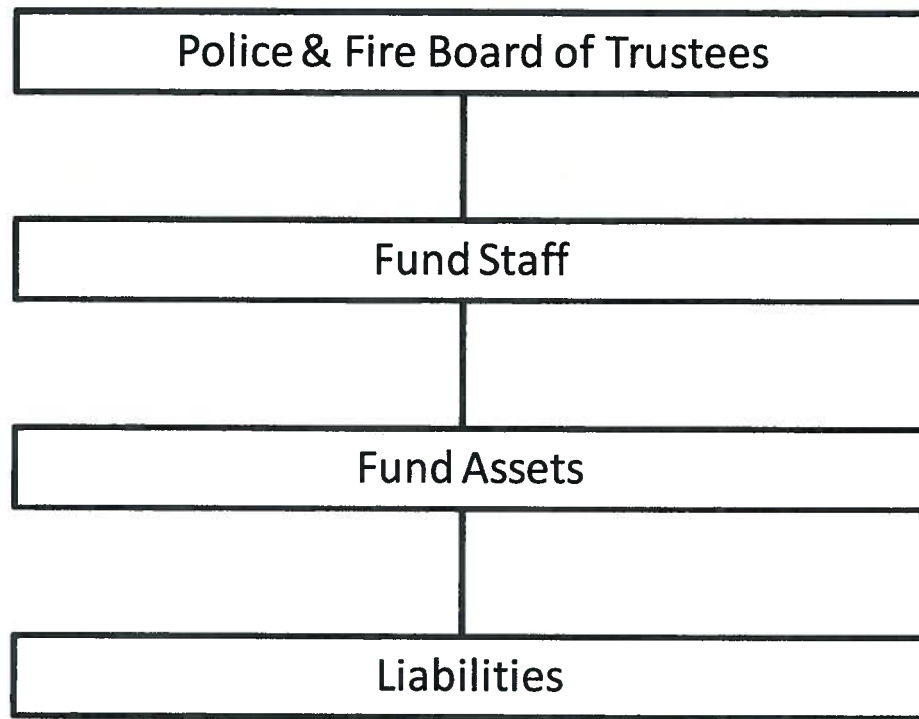 Police & Fire Board of Trustees
Fund Staff
Fund Assets
Liabilities